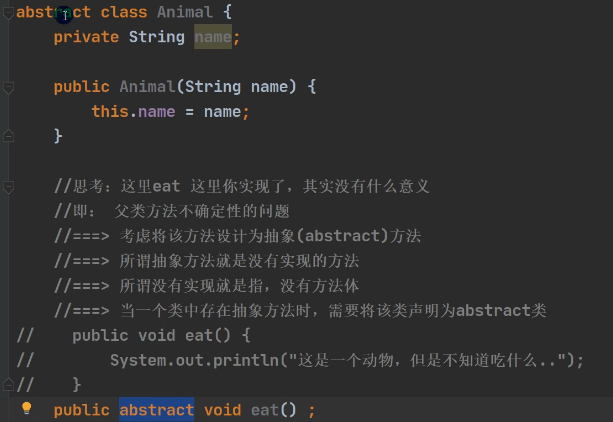 abstract class Animal {
    private String name;
    public Animal(String name) {
        this.name = name;
    }
    //思考：这里eat 这里你实现了，其实没有什么意义
    //即： 父类方法不确定性的问题
    //===> 考虑将该方法设计为抽象(abstract)方法
    //===> 所谓抽象方法就是没有实现的方法
    //===> 所谓没有实现就是指，没有方法体
    //===> 当一个类中存在抽象方法时，需要将该类声明为abstract类
//    public void eat() {
//        System.out.println("这是一个动物，但是不知道吃什么..");
//    }
    public abstract void eat() ;